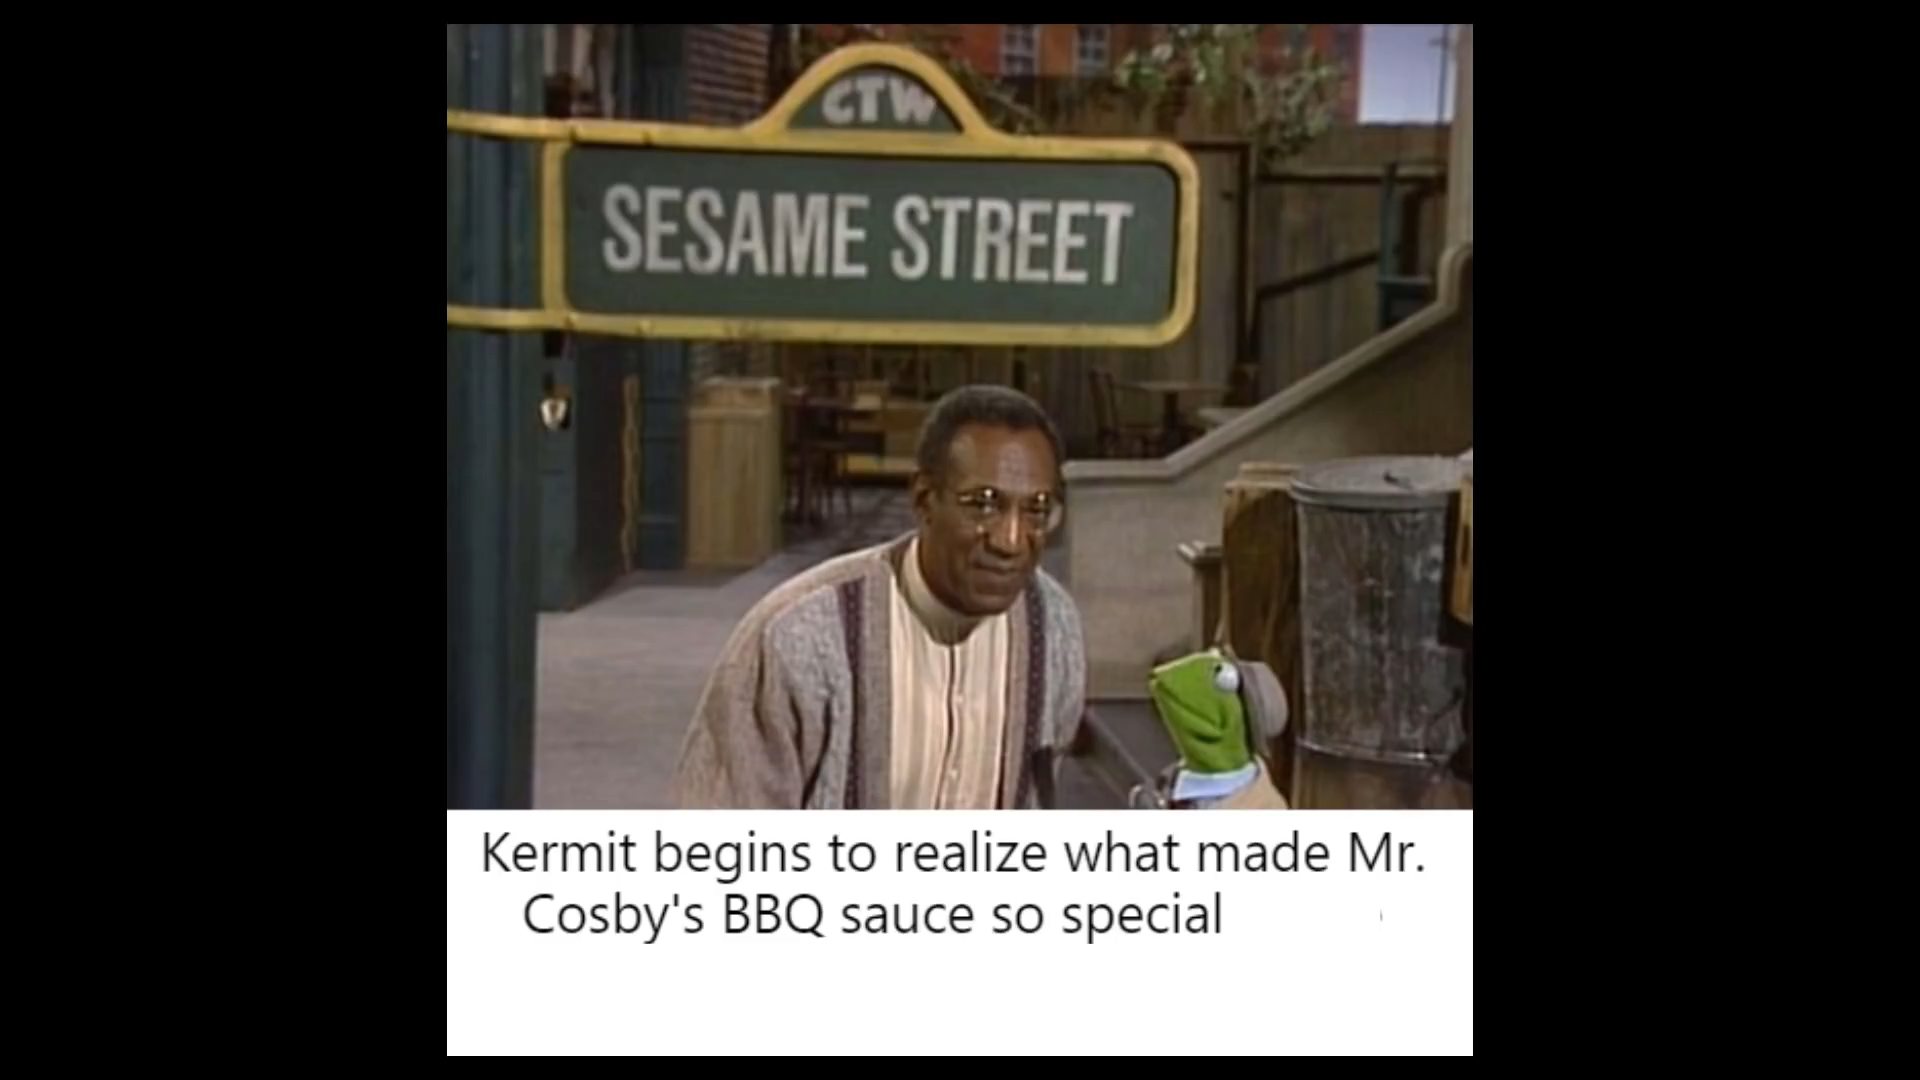 CTW
SESAME STREET
Kermit begins to realize what made Mr.
Cosby's BBQ sauce so special